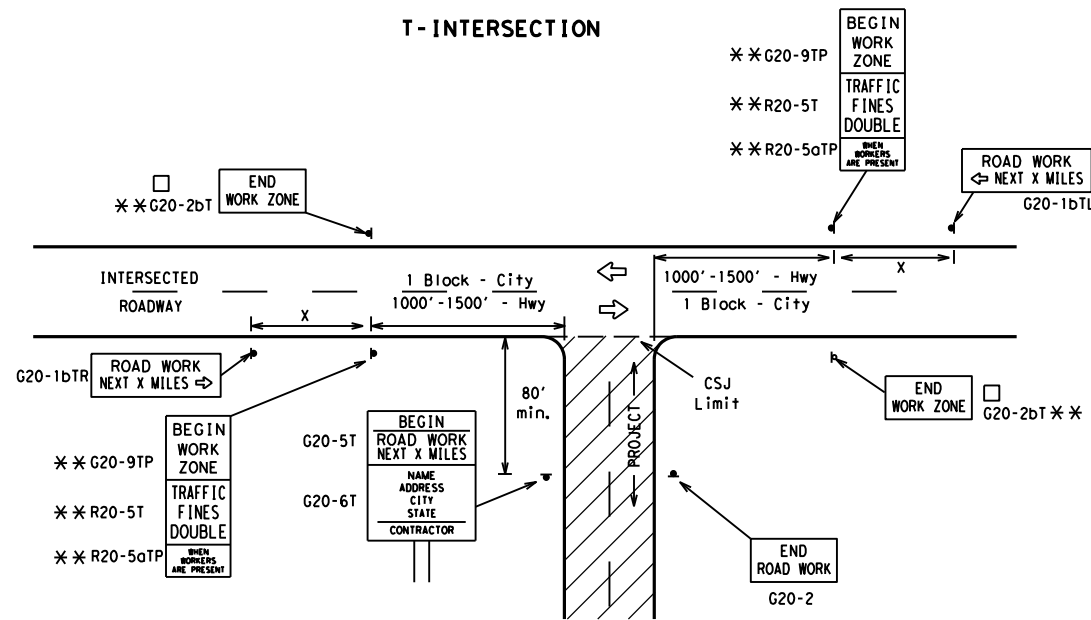 T-INTERSECTION
BEGIN
WORK
ZONE
TRAFFIC
FINES
DOUBLE
WHEN
WORKERS
ARE PRESENT
✳✳G20-9TP
✳✳R20-5T
✳✳R20-5aTP
ROAD WORK
⇦ NEXT X MILES
G20-1bTL
□
✳✳G20-2bT
END
WORK ZONE
INTERSECTED
ROADWAY
1 Block - City
1000'-1500' - Hwy
1000'-1500' - Hwy
1 Block - City
X
X
G20-1bTR
ROAD WORK
NEXT X MILES ⇨
80'
min.
CSJ
Limit
PROJECT
END
WORK ZONE
□
G20-2bT ✳✳
BEGIN
WORK
ZONE
TRAFFIC
FINES
DOUBLE
WHEN
WORKERS
ARE PRESENT
✳✳G20-9TP
✳✳R20-5T
✳✳R20-5aTP
G20-5T
BEGIN
ROAD WORK
NEXT X MILES
G20-6T
NAME
ADDRESS
CITY
STATE
CONTRACTOR
END
ROAD WORK
G20-2